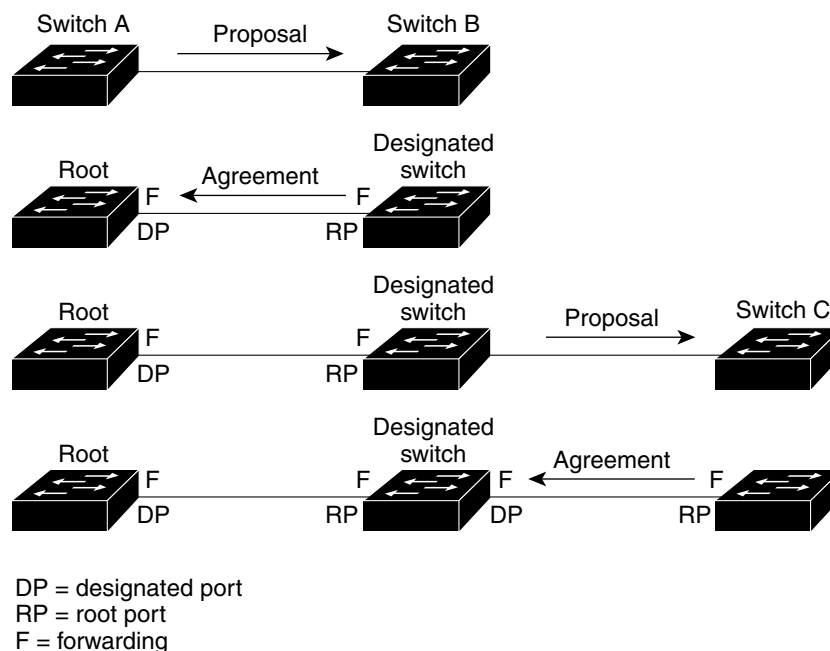 Switch A
Proposal
Switch B
Root
F
Agreement
F
Designated
switch
DP
RP
Root
F
F
Designated
switch
Proposal
Switch C
DP
RP
Root
F
F
Designated
switch
F
Agreement
F
DP
RP
DP
RP
DP = designated port
RP = root port
F = forwarding